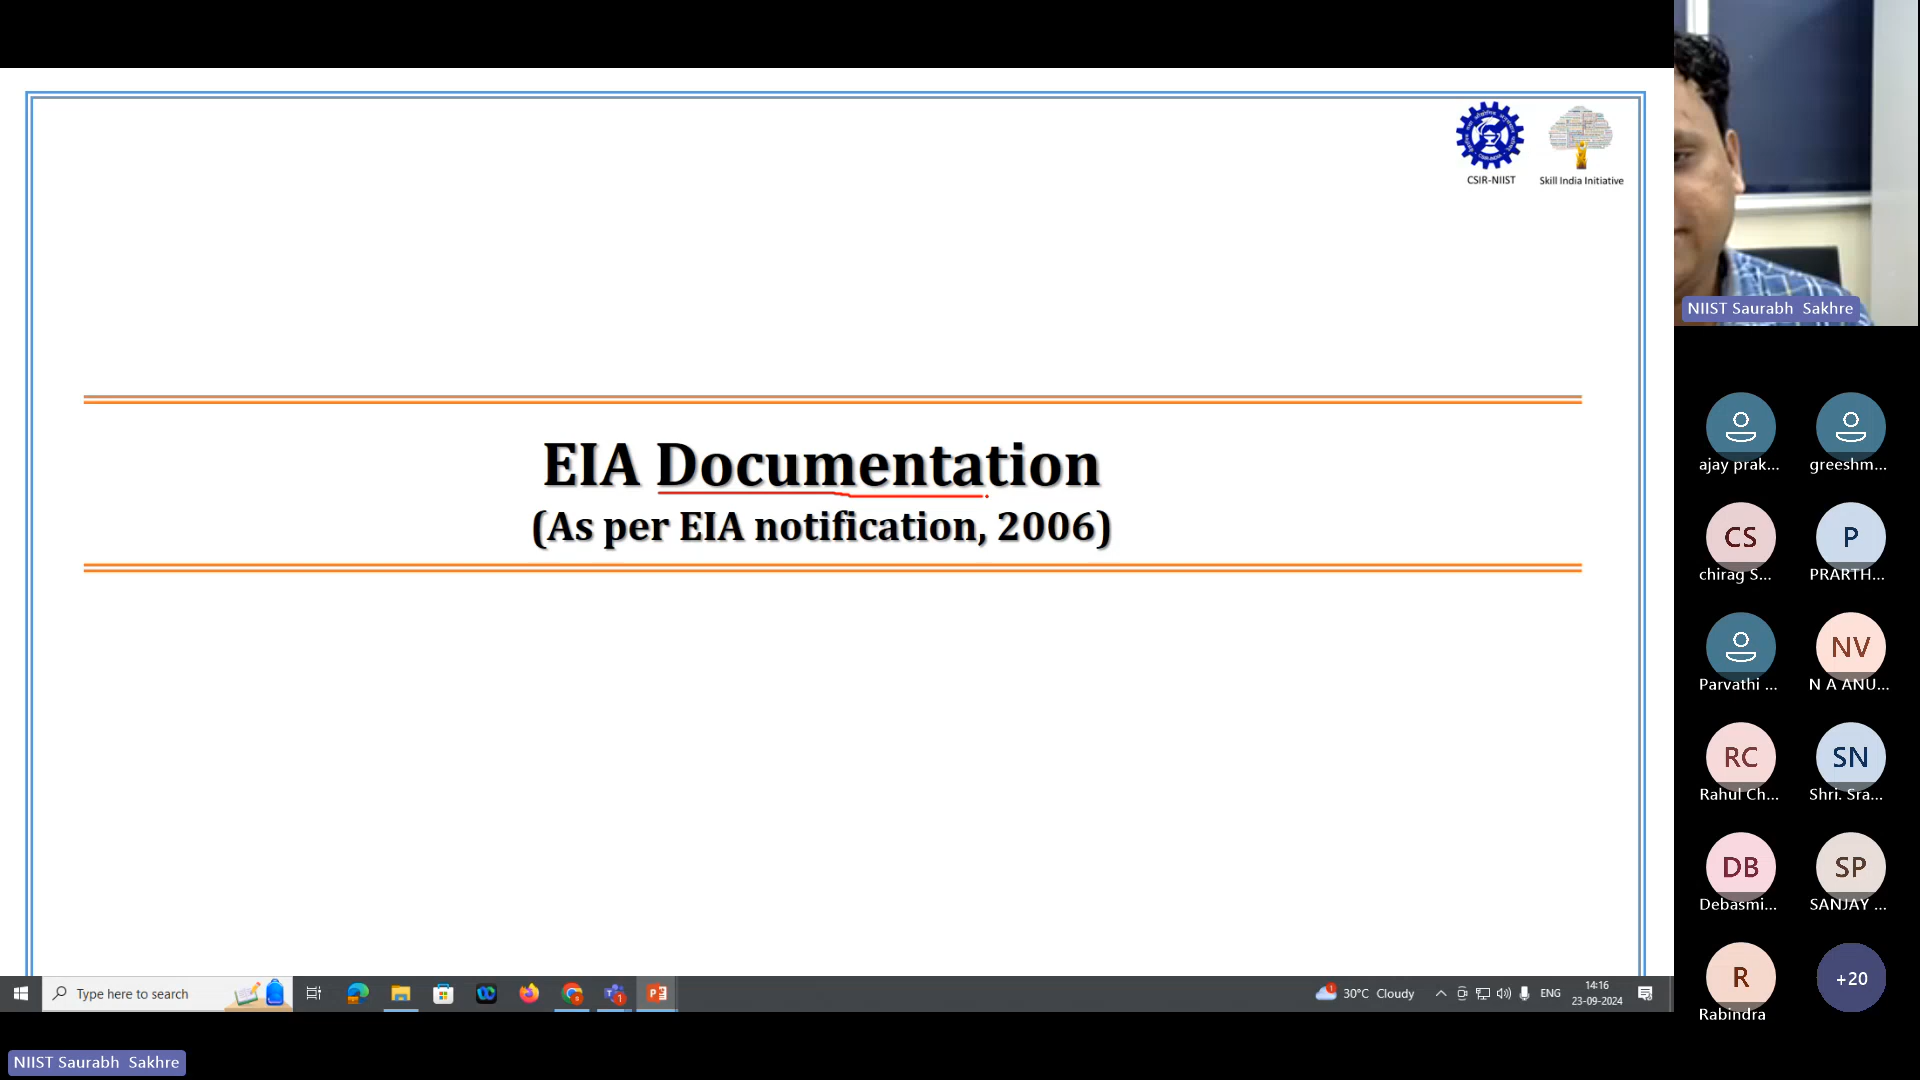 CSIR-NIIST
Skill India Initiative
EIA Documentation
(As per EIA notification, 2006)
NIIST Saurabh Sakhre
ajay prak...
greeshm...
CS
chirag S...
P
PRARTH...
Parvathi ...
NV
N A ANU...
RC
Rahul Ch...
SN
Shri. Sra...
DB
Debasmi...
SP
SANJAY ...
R
Rabindra
+20
Type here to search
30°C Cloudy
ENG
14:16
23-09-2024
NIIST Saurabh Sakhre